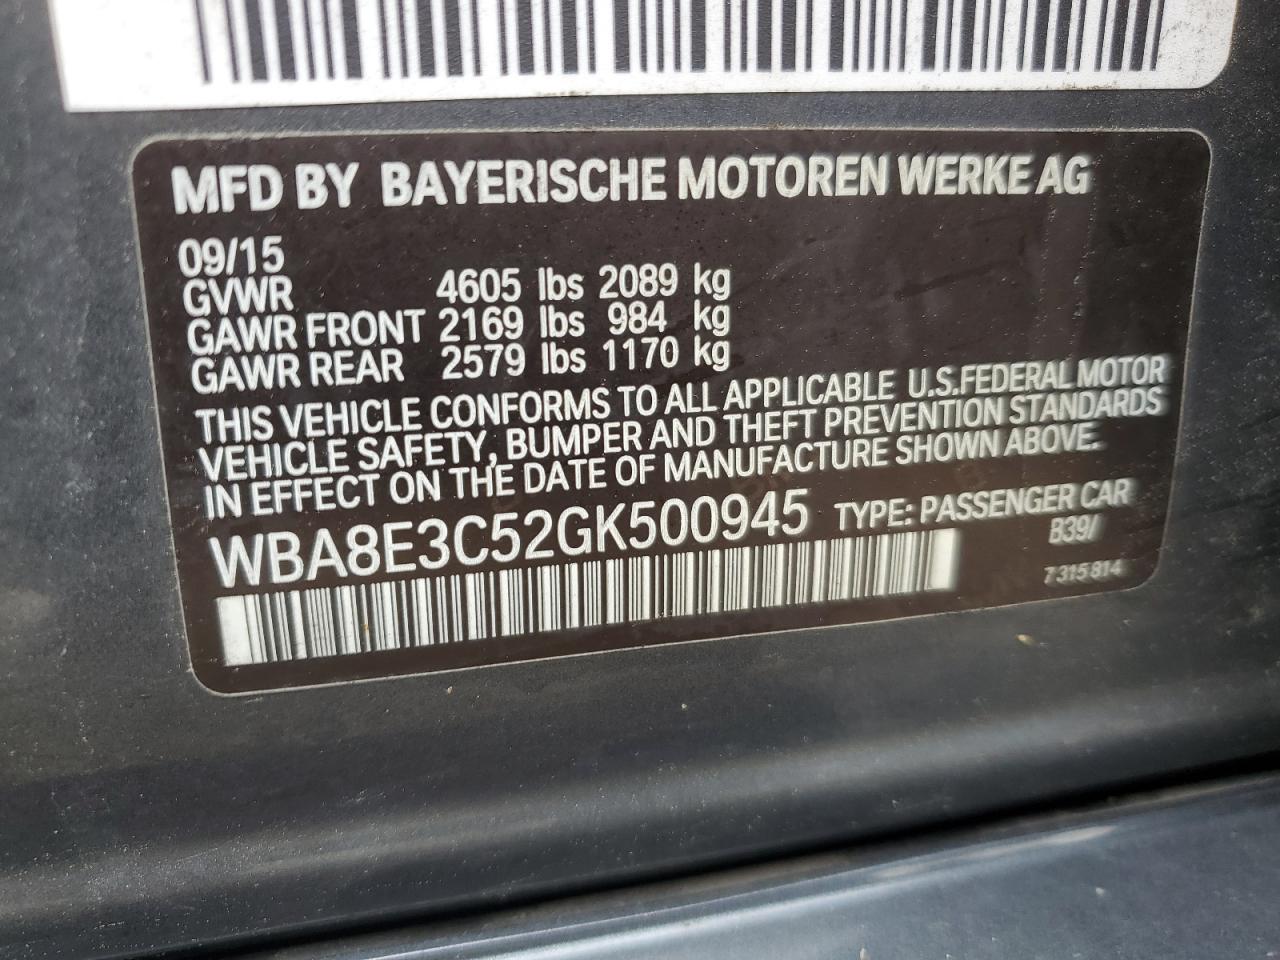 MFD BY BAYERISCHE MOTOREN WERKE AG
09/15
GVWR 4605 lbs 2089 kg
GAWR FRONT 2169 lbs 984 kg
GAWR REAR 2579 lbs 1170 kg
THIS VEHICLE CONFORMS TO ALL APPLICABLE U.S.FEDERAL MOTOR
VEHICLE SAFETY, BUMPER AND THEFT PREVENTION STANDARDS
IN EFFECT ON THE DATE OF MANUFACTURE SHOWN ABOVE.
WBA8E3C52GK500945 TYPE: PASSENGER CAR
B39/
7 315 814